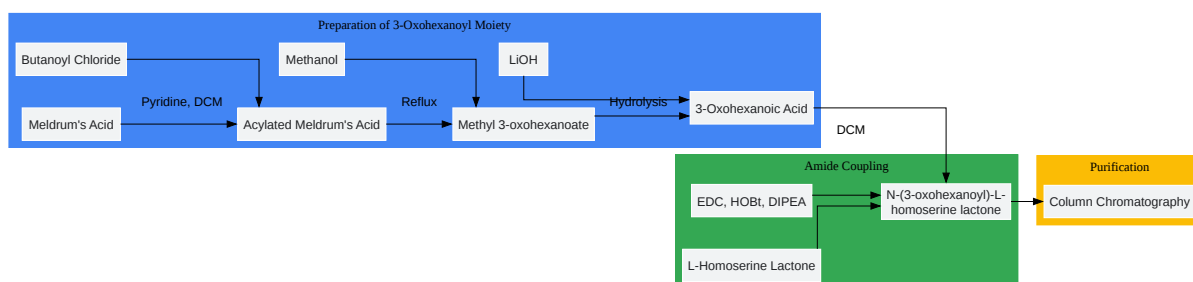 Preparation of 3-Oxohexanoyl Moiety
Butanoyl Chloride
Methanol
LiOH
Pyridine, DCM
Reflux
Hydrolysis
3-Oxohexanoic Acid
Meldrum's Acid
Acylated Meldrum's Acid
Methyl 3-oxohexanoate
DCM
Amide Coupling
Purification
EDC, HOBt, DIPEA
N-(3-oxohexanoyl)-L-
homoserine lactone
Column Chromatography
L-Homoserine Lactone